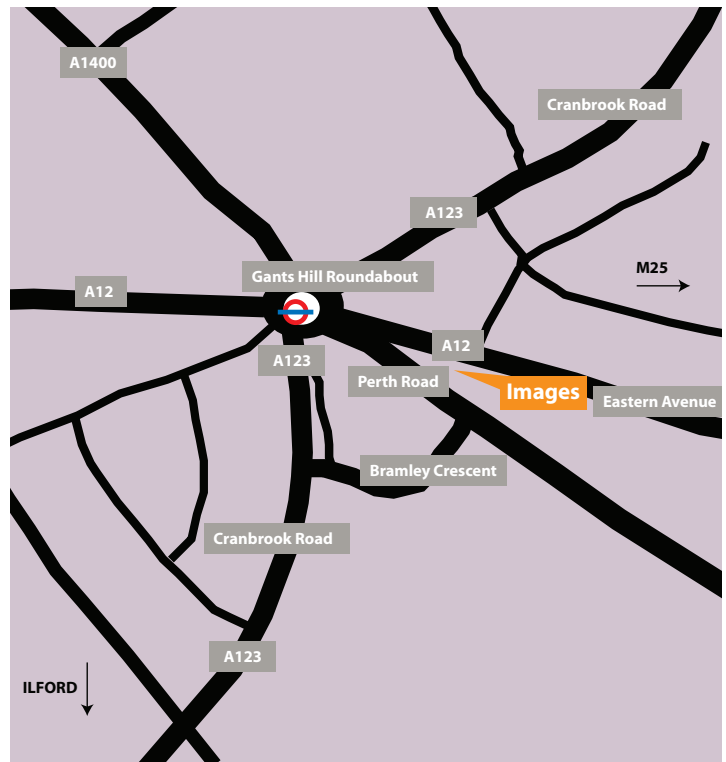 A1400
Cranbrook Road
A123
M25
Gants Hill Roundabout
A12
A12
A123
Perth Road
Images
Eastern Avenue
Bramley Crescent
Cranbrook Road
A123
ILFORD